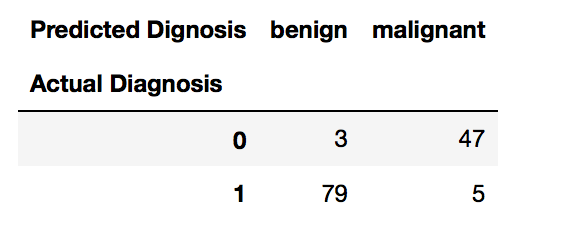 Predicted Dignosis benign malignant
Actual Diagnosis
0 3 47
1 79 5